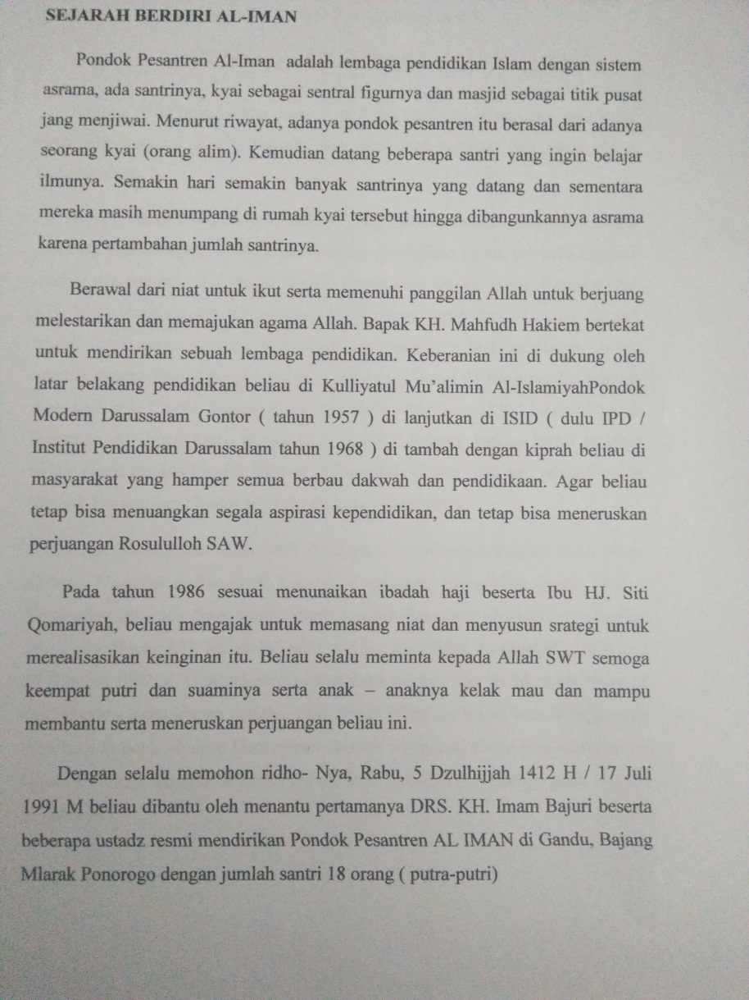 SEJARAH BERDIRI AL-IMAN
Pondok Pesantren Al-Iman adalah lembaga pendidikan Islam dengan sistem
asrama, ada santrinya, kyai sebagai sentral figurnya dan masjid sebagai titik pusat
jang menjiwai. Menurut riwayat, adanya pondok pesantren itu berasal dari adanya
seorang kyai (orang alim). Kemudian datang beberapa santri yang ingin belajar
ilmunya. Semakin hari semakin banyak santrinya yang datang dan sementara
mereka masih menumpang di rumah kyai tersebut hingga dibangunkannya asrama
karena pertambahan jumlah santrinya.
Berawal dari niat untuk ikut serta memenuhi panggilan Allah untuk berjuang
melestarikan dan memajukan agama Allah. Bapak KH. Mahfudh Hakiem bertekat
untuk mendirikan sebuah lembaga pendidikan. Keberanian ini di dukung oleh
latar belakang pendidikan beliau di Kulliyatul Mu'alimin Al-IslamiyahPondok
Modern Darussalam Gontor ( tahun 1957 ) di lanjutkan di ISID ( dulu IPD /
Institut Pendidikan Darussalam tahun 1968 ) di tambah dengan kiprah beliau di
masyarakat yang hamper semua berbau dakwah dan pendidikaan. Agar beliau
tetap bisa menuangkan segala aspirasi kependidikan, dan tetap bisa meneruskan
perjuangan Rosululloh SAW.
Pada tahun 1986 sesuai menunaikan ibadah haji beserta Ibu HJ. Siti
Qomariyah, beliau mengajak untuk memasang niat dan menyusun srategi untuk
merealisasikan keinginan itu. Beliau selalu meminta kepada Allah SWT semoga
keempat putri dan suaminya serta anak – anaknya kelak mau dan mampu
membantu serta meneruskan perjuangan beliau ini.
Dengan selalu memohon ridho- Nya, Rabu, 5 Dzulhijjah 1412 H / 17 Juli
1991 M beliau dibantu oleh menantu pertamanya DRS. KH. Imam Bajuri beserta
beberapa ustadz resmi mendirikan Pondok Pesantren AL IMAN di Gandu, Bajang
Mlarak Ponorogo dengan jumlah santri 18 orang ( putra-putri)